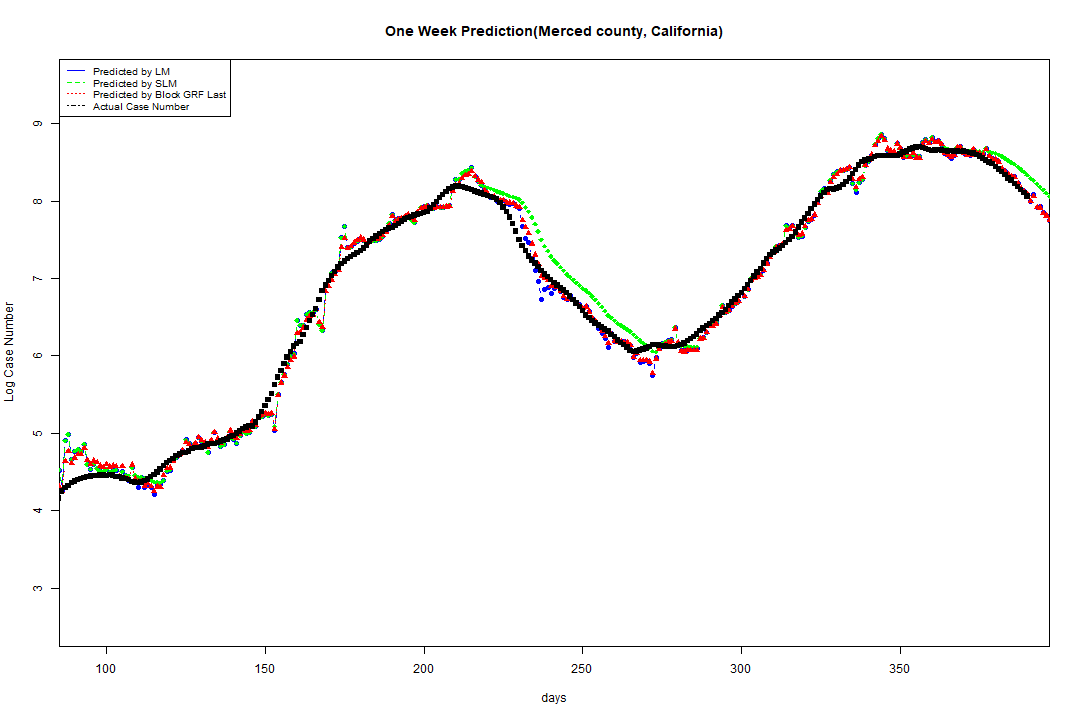 One Week Prediction(Merced county, California)
Predicted by LM
Predicted by SLM
Predicted by Block GRF Last
Actual Case Number
9
8
7
6
5
4
3
Log Case Number
100 150 200 250 300 350
days